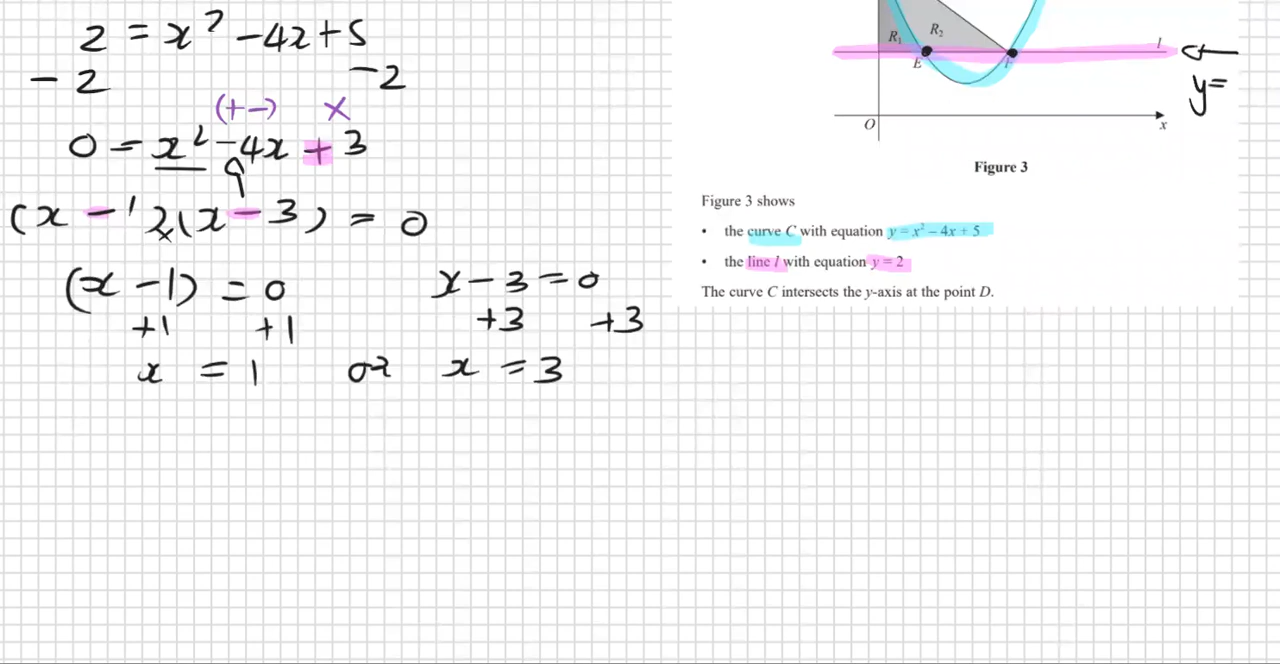 2 = x² -4x+5
-2 -2
(+-) ×
0 = x² -4x + 3
(x - 1)(x - 3) = 0
(x -1) = 0 x - 3 = 0
+1 +1 +3 +3
x = 1 or x = 3
R₁ R₂
l
E
y=
O x
Figure 3
Figure 3 shows
• the curve C with equation y = x² – 4x + 5
• the line l with equation y = 2
The curve C intersects the y-axis at the point D.